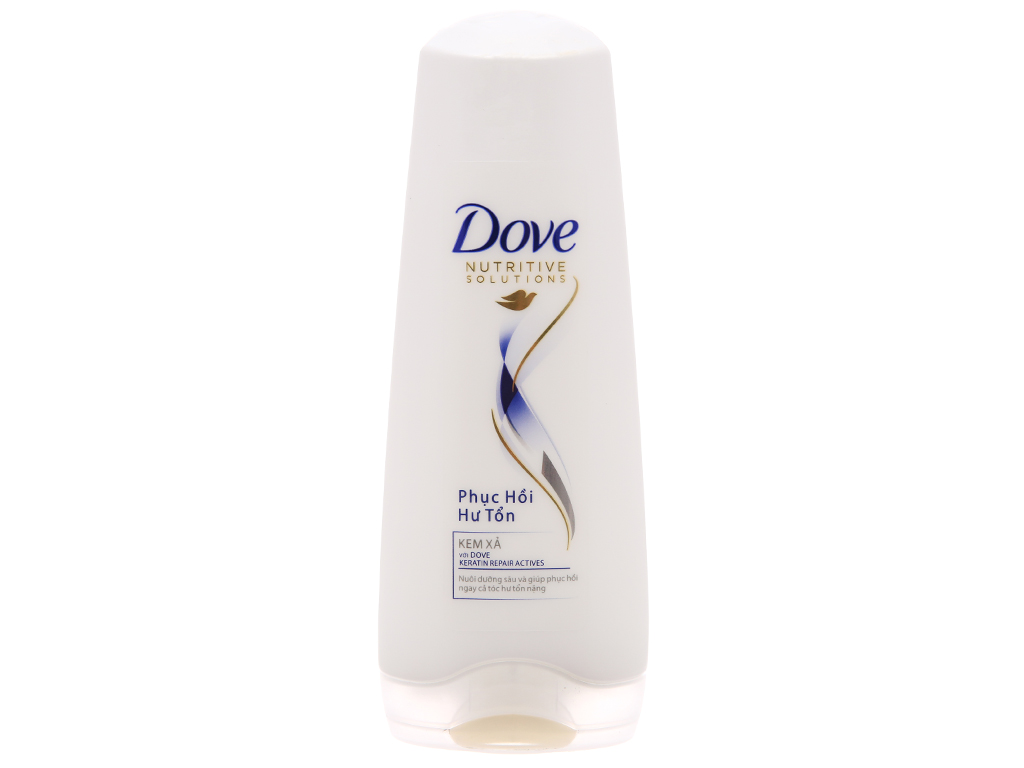 Dove
NUTRITIVE
SOLUTIONS
Phục Hồi
Hư Tổn
KEM XẢ
với DOVE
KERATIN REPAIR ACTIVES
Nuôi dưỡng sâu và giúp phục hồi
ngay cả tóc hư tổn nặng